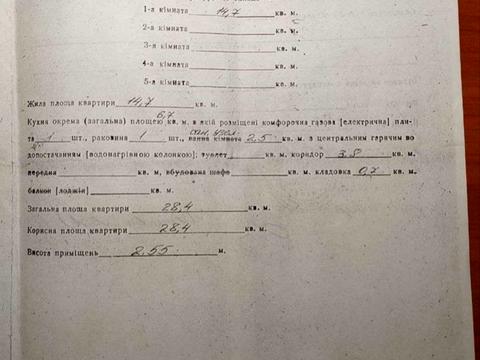 1-а кімната 14,7 кв. м.
2-а кімната кв. м.
3-я кімната кв. м.
4-а кімната кв. м.
5-а кімната кв. м.
Жила площа квартири 14,7 кв. м.
Кухня окрема (загальна) площею 6,7 кв. м. в якій розміщені комфорочна газова [електрична] пли-
та 1 шт., раковина 1 шт., ванна кімната сан. узел 2,5 кв. м. з центральним гарячим во
допостачанням [водонагрівною колонкою]; туалет кв. м. коридор 3,8 кв. м.
передня кв. м, вбудована шафа кв. м. кладовка 0,7 кв. м.
балкон [лоджія] кв. м.
Загальна площа квартири 28,4 кв. м.
Корисна площа квартири 28,4 кв. м.
Висота приміщень 2,55 м.